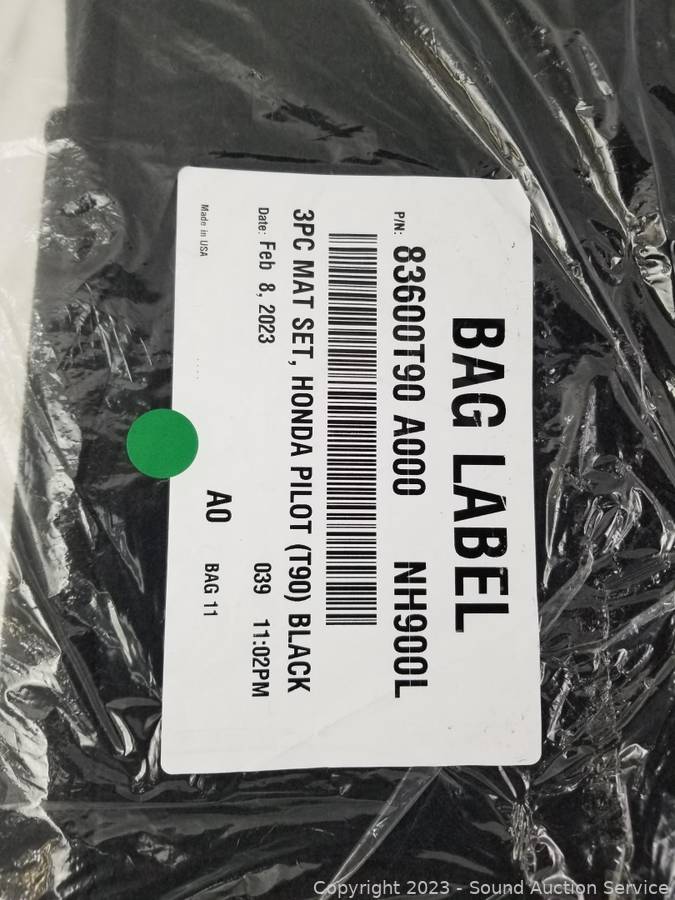 BAG LABEL
P/N: 83600T90 A000 NH900L
3PC MAT SET, HONDA PILOT (T90) BLACK
Date: Feb 8, 2023 039 11:02PM
A0 BAG 11
Made in USA
Copyright 2023 - Sound Auction Service